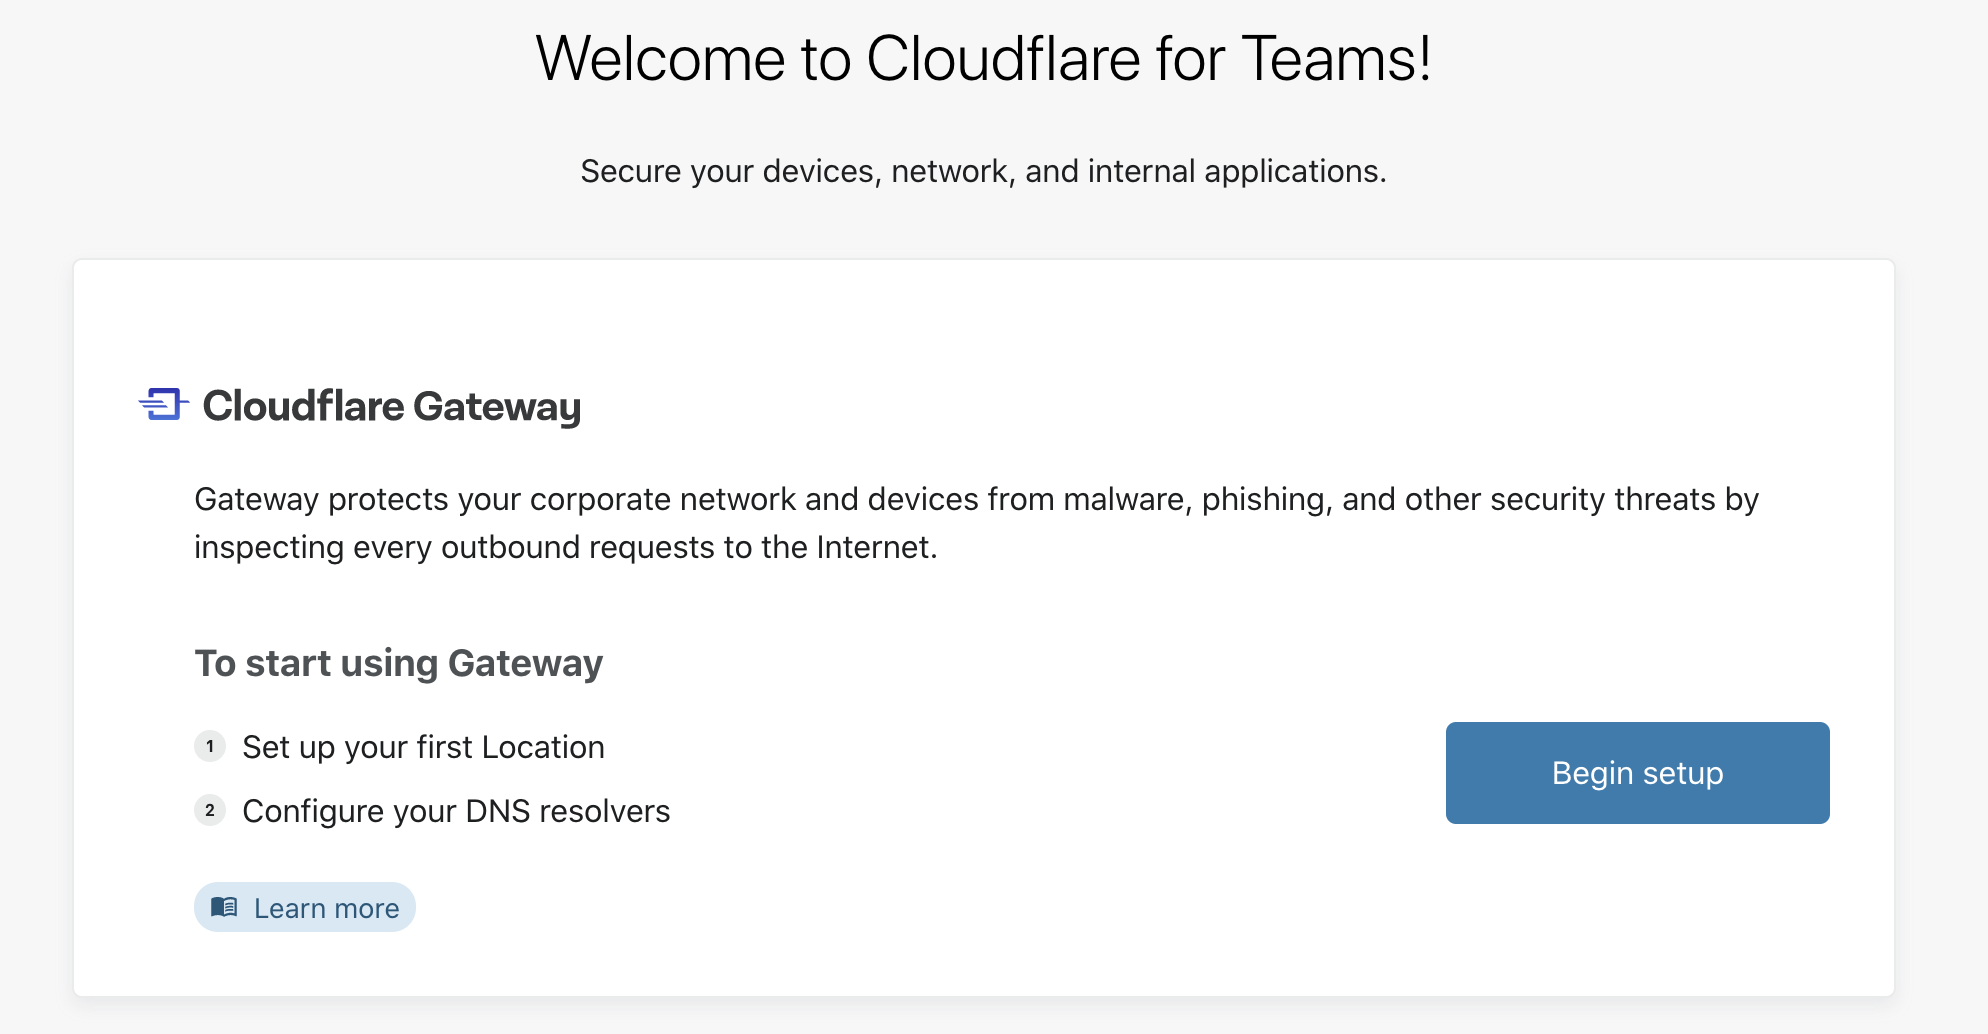 Welcome to Cloudflare for Teams!
Secure your devices, network, and internal applications.
Cloudflare Gateway
Gateway protects your corporate network and devices from malware, phishing, and other security threats by
inspecting every outbound requests to the Internet.
To start using Gateway
1 Set up your first Location
2 Configure your DNS resolvers
Begin setup
Learn more